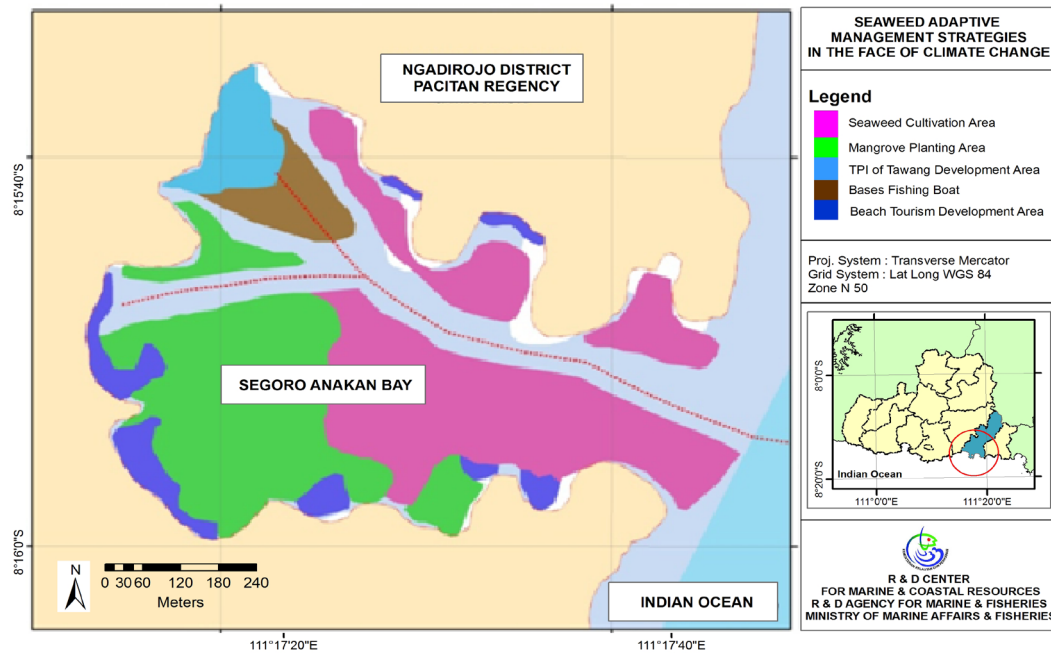 NGADIROJO DISTRICT
PACITAN REGENCY
SEGORO ANAKAN BAY
INDIAN OCEAN
8°15'40"S
8°16'0"S
111°17'20"E
111°17'40"E
N
0 30 60 120 180 240
Meters
SEAWEED ADAPTIVE
MANAGEMENT STRATEGIES
IN THE FACE OF CLIMATE CHANGE
Legend
Seaweed Cultivation Area
Mangrove Planting Area
TPI of Tawang Development Area
Bases Fishing Boat
Beach Tourism Development Area
Proj. System : Transverse Mercator
Grid System : Lat Long WGS 84
Zone N 50
8°0'0"S
8°20'0"S
Indian Ocean
111°0'0"E
111°20'0"E
R & D CENTER
FOR MARINE & COASTAL RESOURCES
R & D AGENCY FOR MARINE & FISHERIES
MINISTRY OF MARINE AFFAIRS & FISHERIES